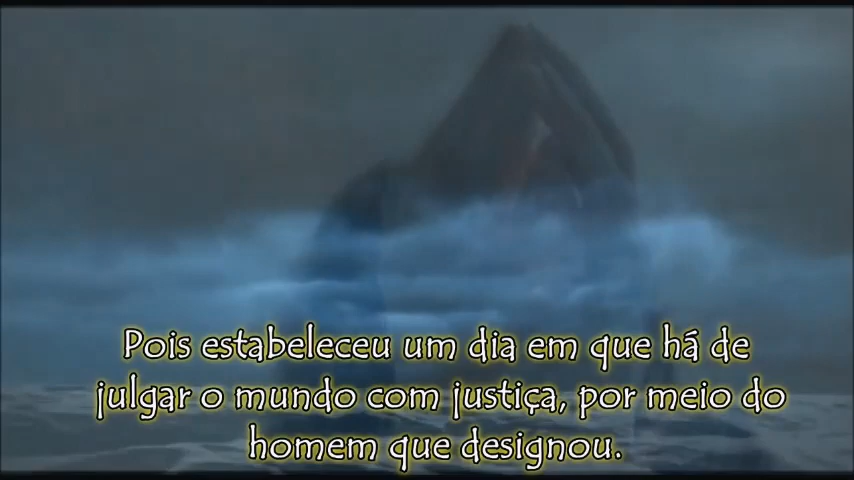 Pois estabeleceu um dia em que há de
julgar o mundo com justiça, por meio do
homem que designou.